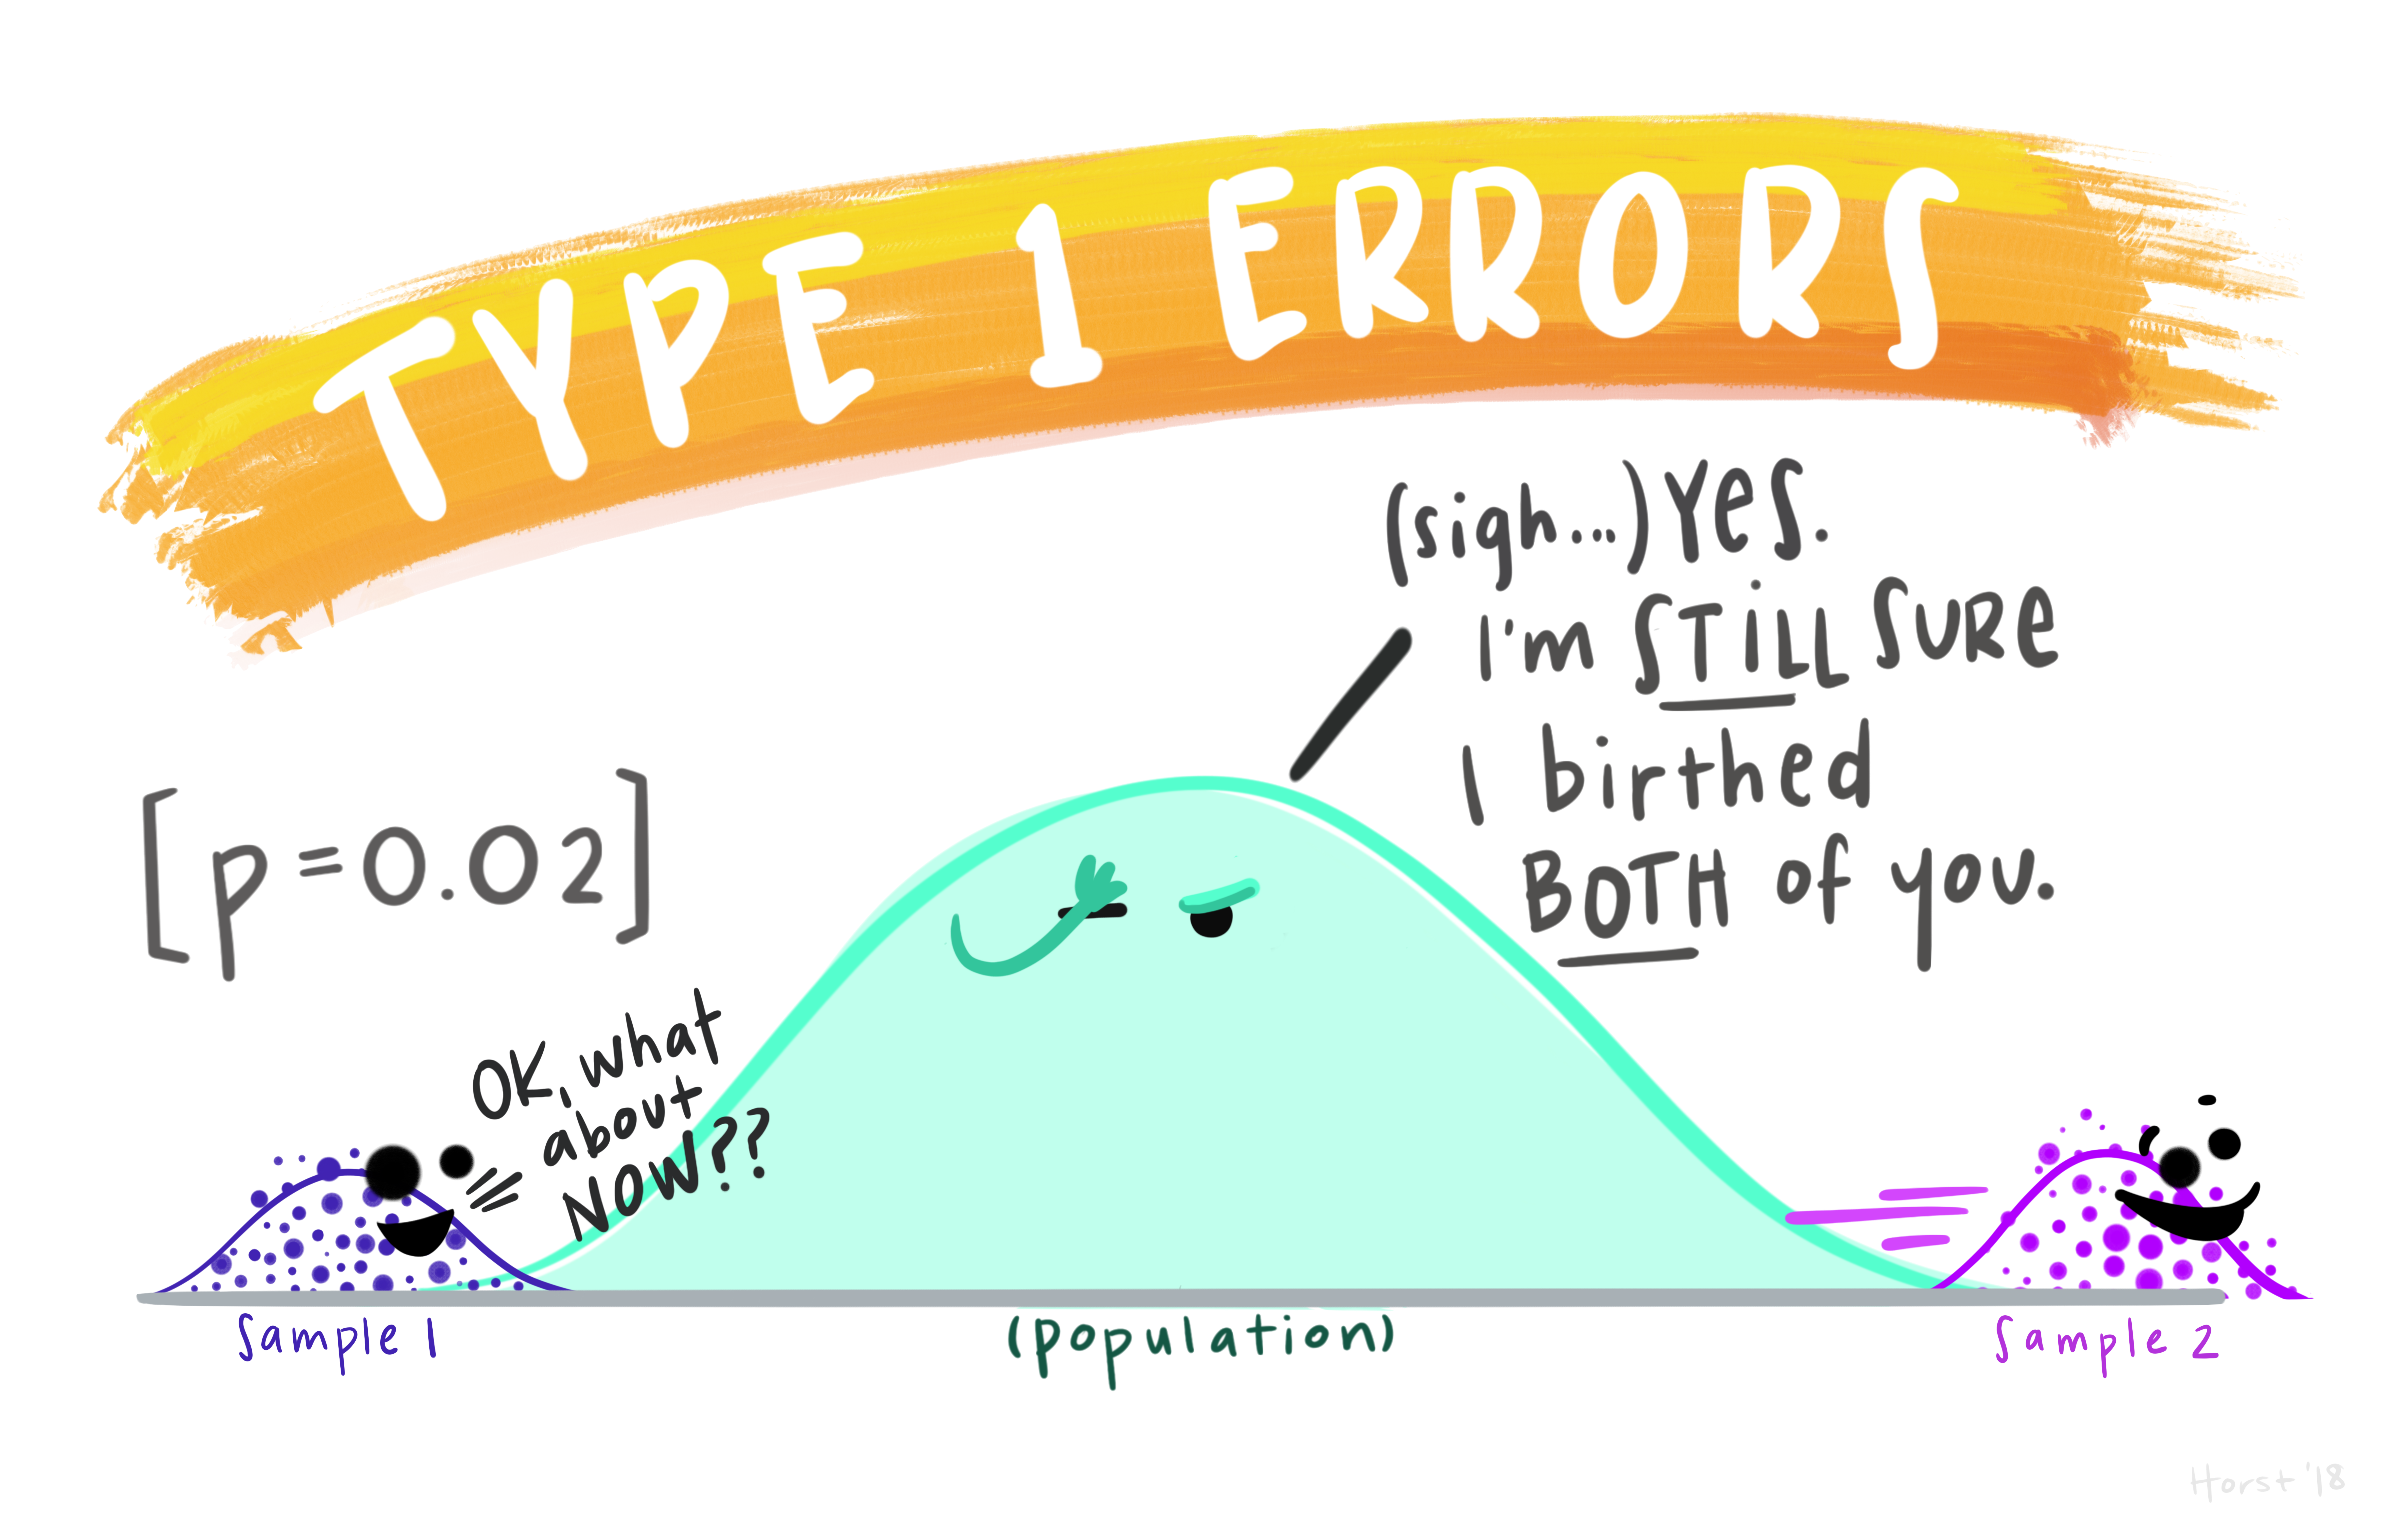 TYPE 1 ERRORS
(sigh...) Yes.
I'm STiLL SURE
I birthed
BOTH of you.
[p=0.02]
OK, what
about
NOW??
Sample 1
(population)
Sample 2
Horst '18